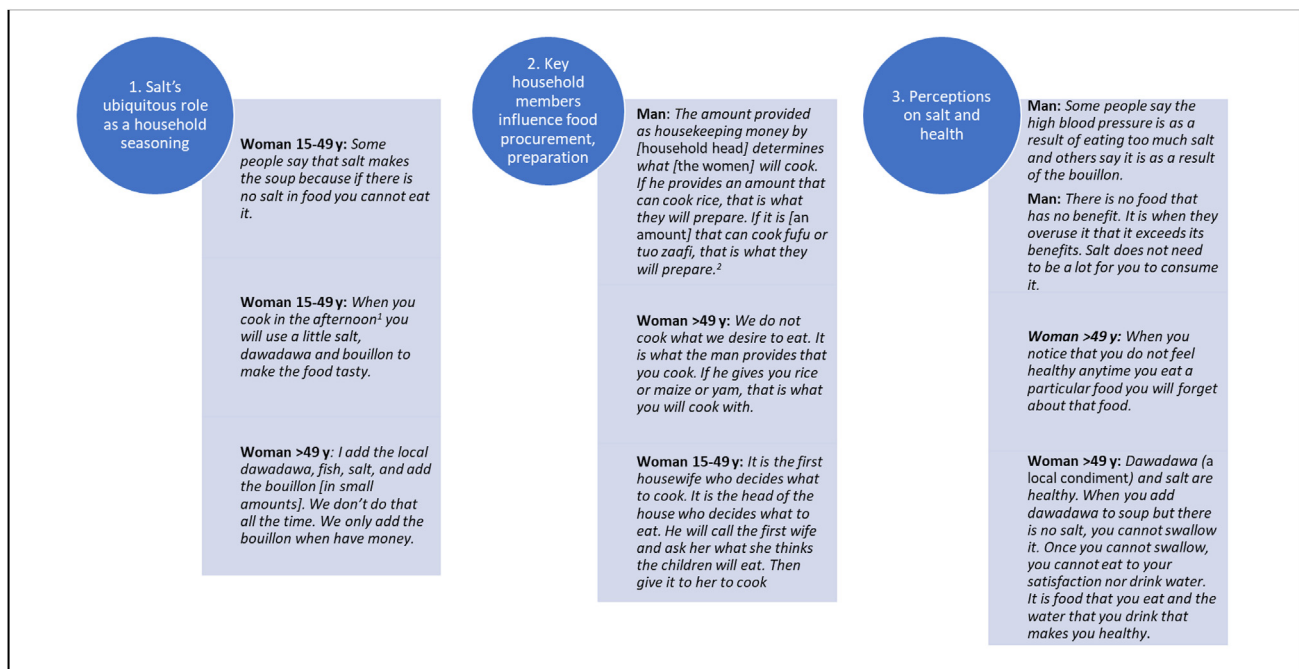 1. Salt's
ubiquitous role
as a household
seasoning
Woman 15-49 y: Some
people say that salt makes
the soup because if there is
no salt in food you cannot eat
it.
Woman 15-49 y: When you
cook in the afternoon¹ you
will use a little salt,
dawadawa and bouillon to
make the food tasty.
Woman >49 y: I add the local
dawadawa, fish, salt, and add
the bouillon [in small
amounts]. We don't do that
all the time. We only add the
bouillon when have money.
2. Key
household
members
influence food
procurement,
preparation
Man: The amount provided
as housekeeping money by
[household head] determines
what [the women] will cook.
If he provides an amount that
can cook rice, that is what
they will prepare. If it is [an
amount] that can cook fufu or
tuo zaafi, that is what they
will prepare.²
Woman >49 y: We do not
cook what we desire to eat. It
is what the man provides that
you cook. If he gives you rice
or maize or yam, that is what
you will cook with.
Woman 15-49 y: It is the first
housewife who decides what
to cook. It is the head of the
house who decides what to
eat. He will call the first wife
and ask her what she thinks
the children will eat. Then
give it to her to cook
3. Perceptions
on salt and
health
Man: Some people say the
high blood pressure is as a
result of eating too much salt
and others say it is as a result
of the bouillon.
Man: There is no food that
has no benefit. It is when they
overuse it that it exceeds its
benefits. Salt does not need
to be a lot for you to consume
it.
Woman >49 y: When you
notice that you do not feel
healthy anytime you eat a
particular food you will forget
about that food.
Woman >49 y: Dawadawa (a
local condiment) and salt are
healthy. When you add
dawadawa to soup but there
is no salt, you cannot swallow
it. Once you cannot swallow,
you cannot eat to your
satisfaction nor drink water.
It is food that you eat and the
water that you drink that
makes you healthy.